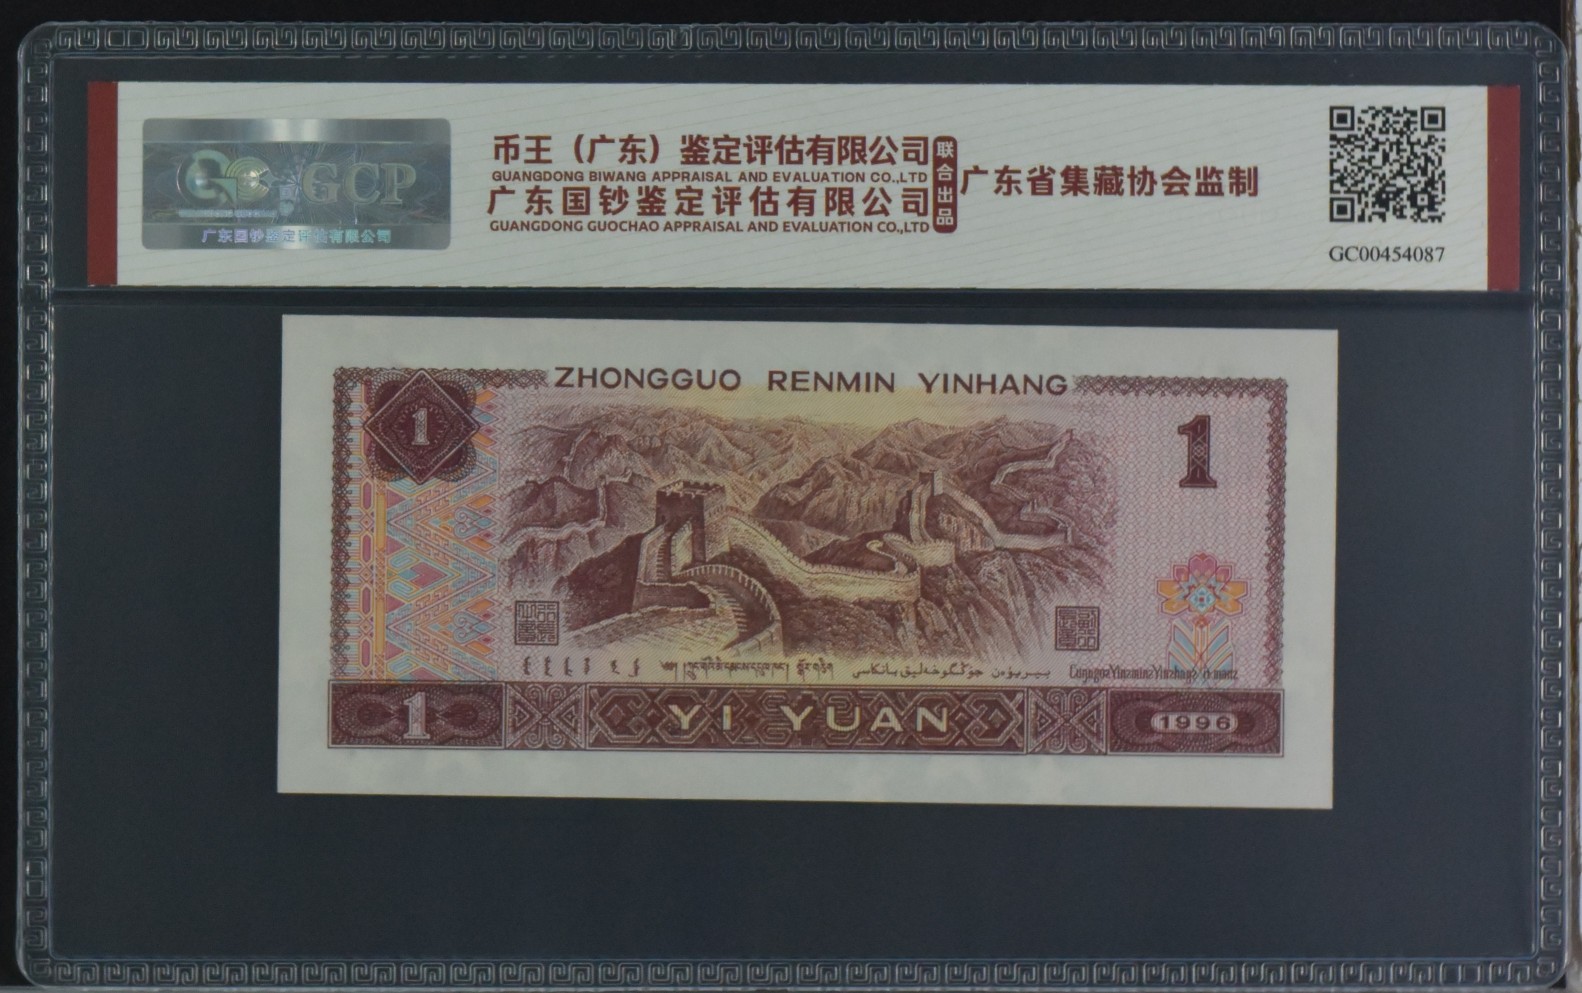 GCP
广东国钞鉴定评估有限公司
币王（广东）鉴定评估有限公司
GUANGDONG BIWANG APPRAISAL AND EVALUATION CO.,LTD
广东国钞鉴定评估有限公司
GUANGDONG GUOCHAO APPRAISAL AND EVALUATION CO.,LTD
联合出品
广东省集藏协会监制
GC00454087
ZHONGGUO RENMIN YINHANG
1
1
1
YI YUAN
1996